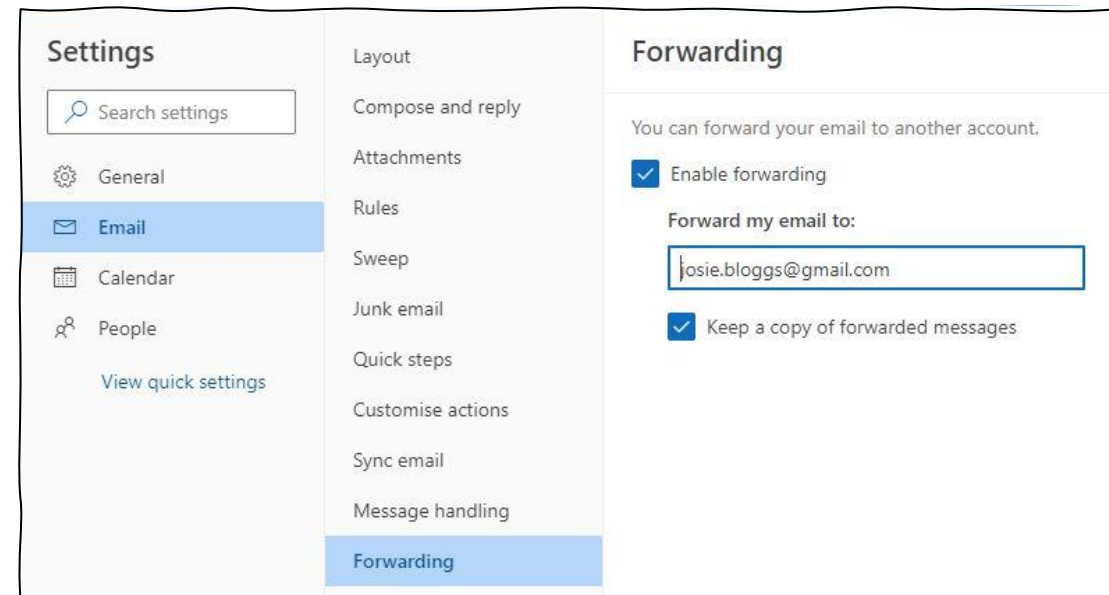 Settings
Search settings
General
Email
Calendar
People
View quick settings
Layout
Compose and reply
Attachments
Rules
Sweep
Junk email
Quick steps
Customise actions
Sync email
Message handling
Forwarding
Forwarding
You can forward your email to another account.
Enable forwarding
Forward my email to:
josie.bloggs@gmail.com
Keep a copy of forwarded messages